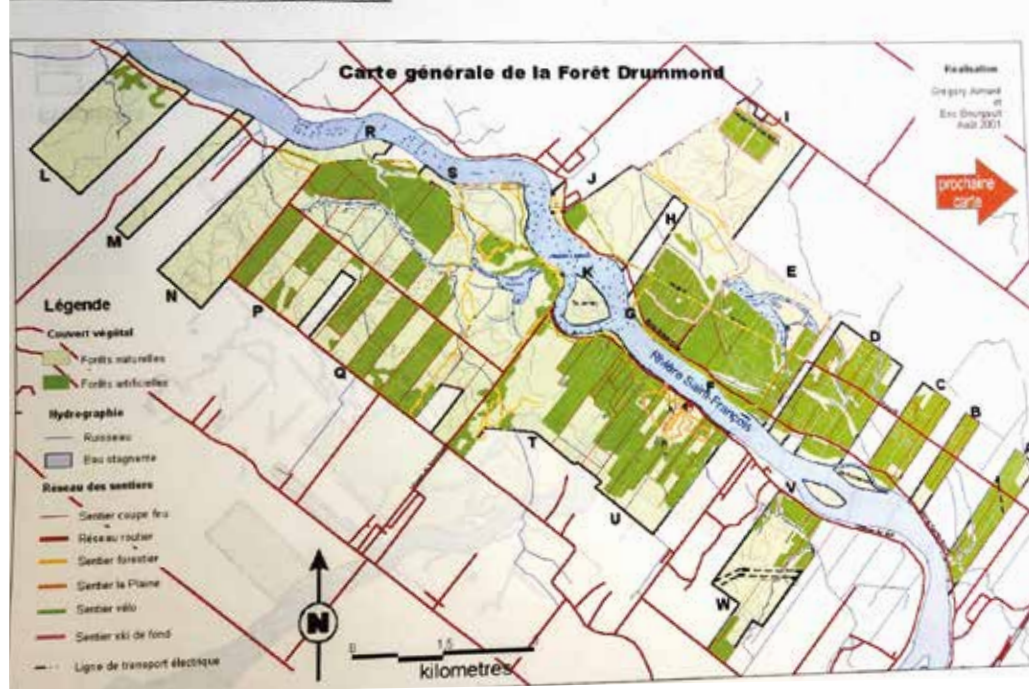 Carte générale de la Forêt Drummond
Réalisation
Grégory Armand
et
Eric Bourgault
Août 2001
prochaine
carte
I
R
S
J
L
H
M
E
K
N
G
D
P
Rivière Saint-François
F
C
B
Q
A
T
V
U
W
Légende
Couvert végétal
Forêts naturelles
Forêts artificielles
Hydrographie
Ruisseau
Eau stagnante
Réseau des sentiers
Sentier coupe feu
Réseau routier
Sentier forestier
Sentier la Plaine
Sentier vélo
Sentier ski de fond
Ligne de transport électrique
N
0 1,5
kilometres